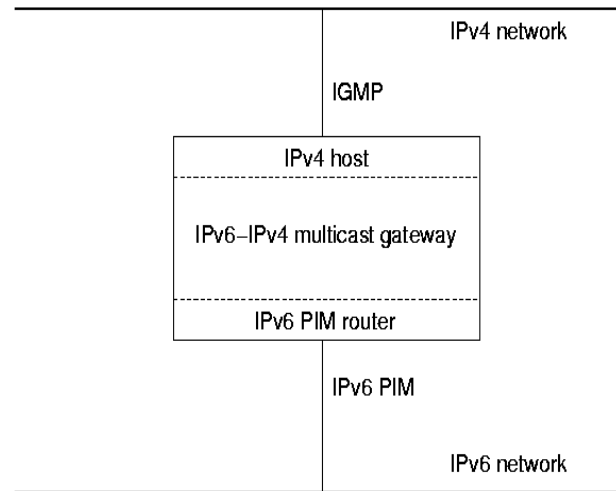 IPv4 network
IGMP
IPv4 host
IPv6–IPv4 multicast gateway
IPv6 PIM router
IPv6 PIM
IPv6 network